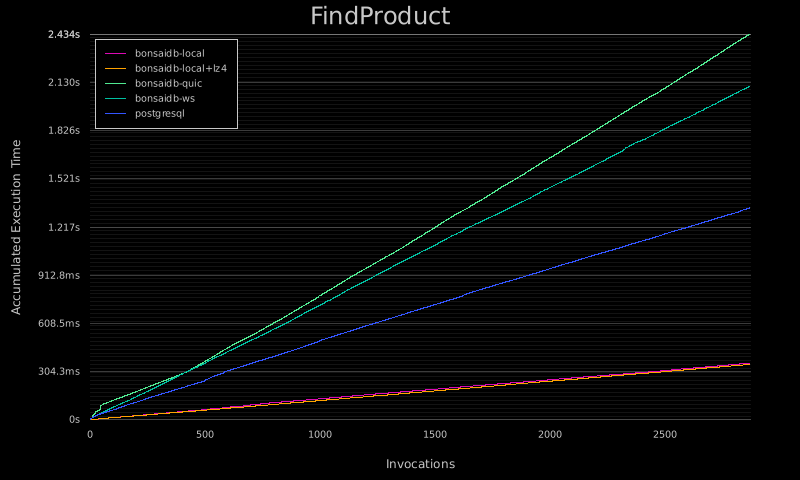 FindProduct
2.434s
2.130s
1.826s
1.521s
1.217s
912.8ms
608.5ms
304.3ms
0s
bonsaidb-local
bonsaidb-local+lz4
bonsaidb-quic
bonsaidb-ws
postgresql
Accumulated Execution Time
0
500
1000
1500
2000
2500
Invocations